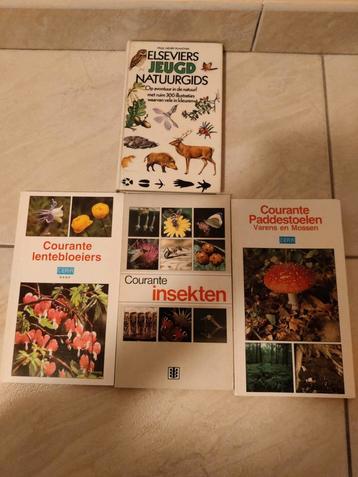 ELSEVIERS
JEUGD
NATUURGIDS
Op avontuur in de natuur!
met ruim 306 illustraties
waarvan vele in kleuren
Courante
lentebloeiers
CERA
Courante
insekten
Courante
Paddestoelen
Varens en Mossen
CERA